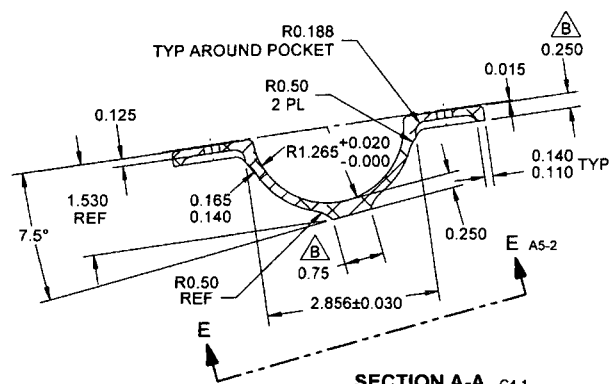 R0.188
TYP AROUND POCKET
B
0.250
0.015
R0.50
2 PL
0.125
R1.265 +0.020
-0.000
0.140 TYP
0.110
1.530
REF
0.165
0.140
7.5°
0.250
B
0.75
R0.50
REF
E A5-2
2.856±0.030
E
SECTION A-A C4-1